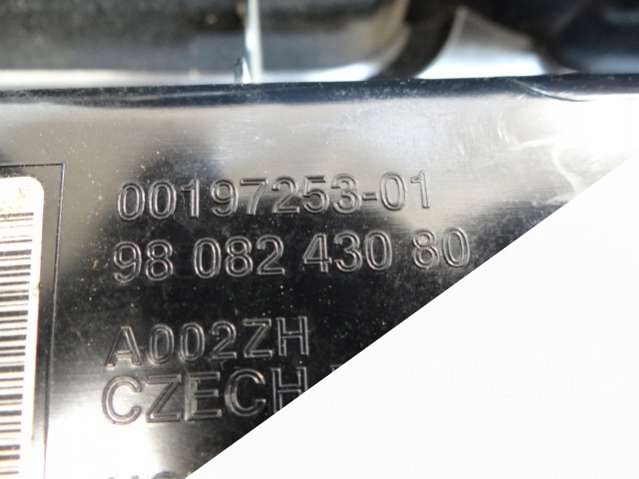 00197253-01
98 082 430 80
A002ZH
CZECH REPUBLIC